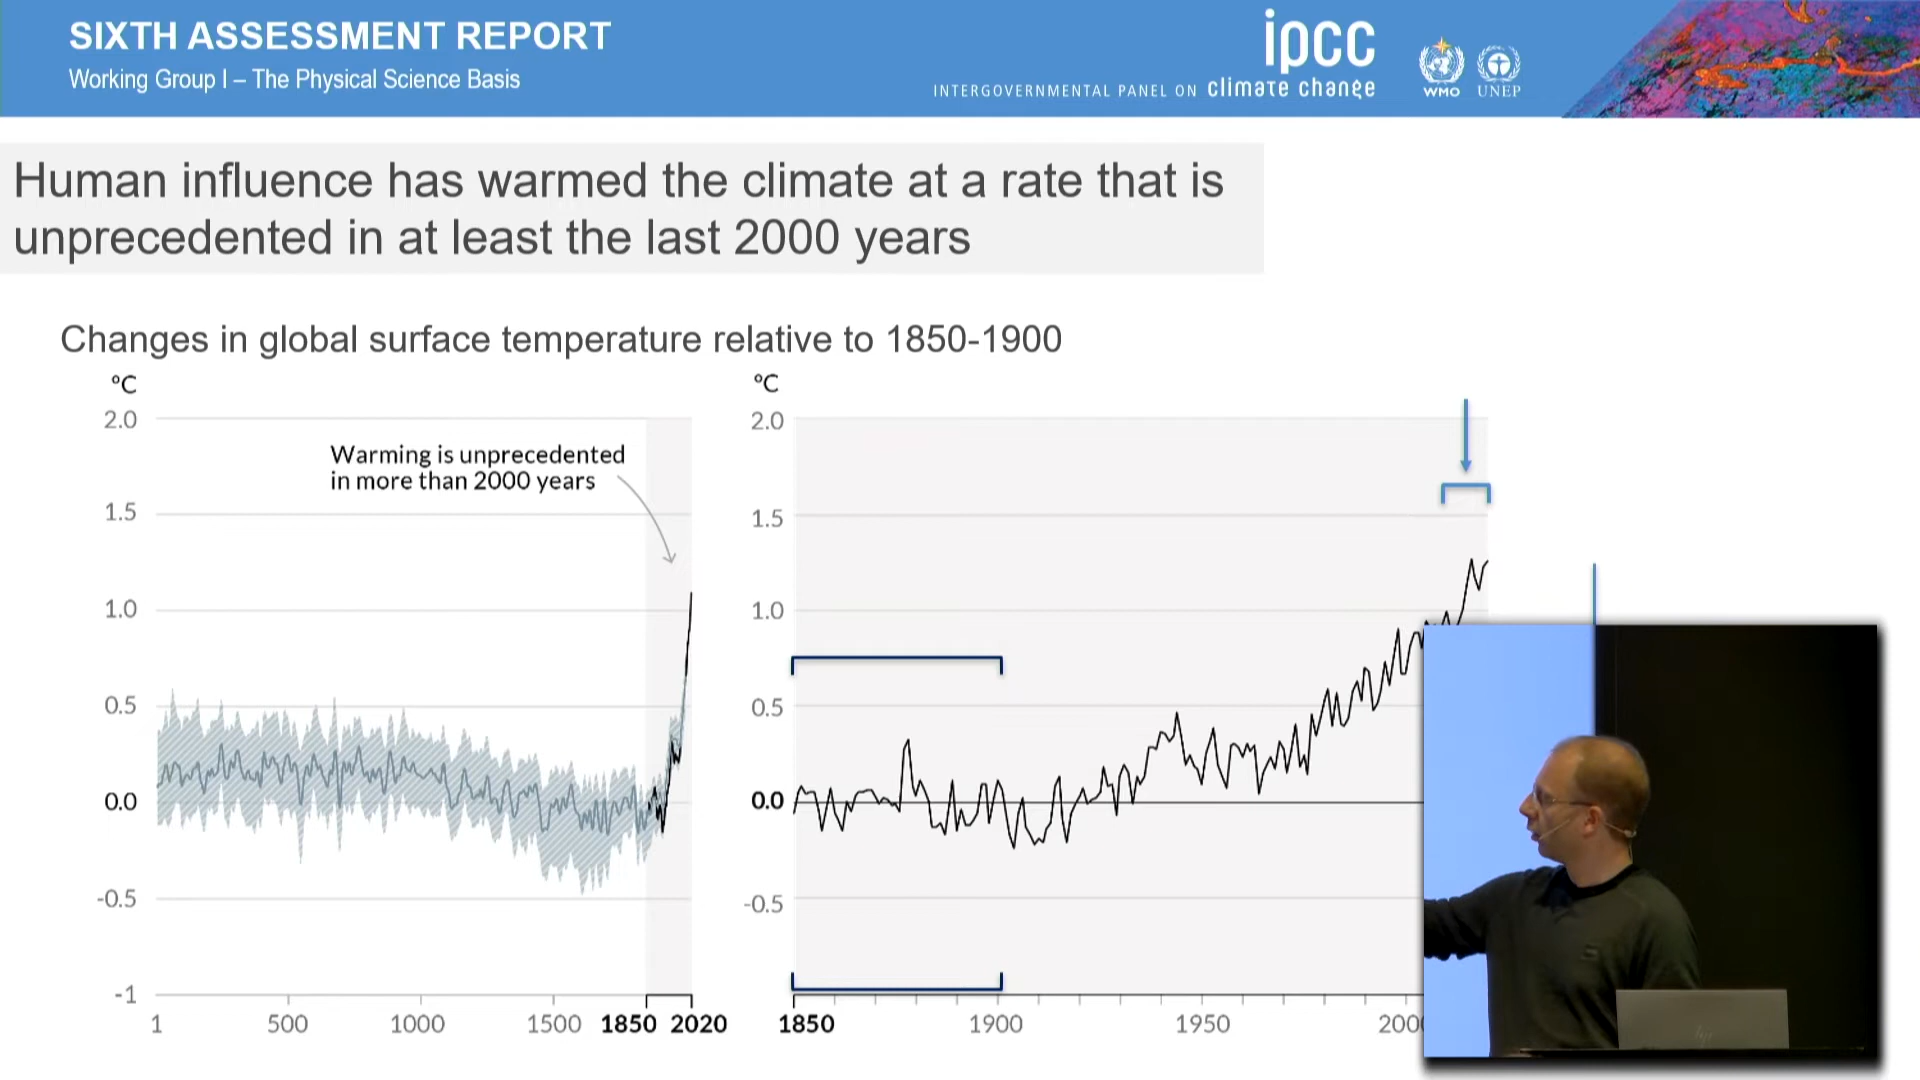 SIXTH ASSESSMENT REPORT
Working Group I – The Physical Science Basis
ipcc
INTERGOVERNMENTAL PANEL ON climate change
WMO
UNEP
Human influence has warmed the climate at a rate that is
unprecedented in at least the last 2000 years
Changes in global surface temperature relative to 1850-1900
ºC
2.0
1.5
1.0
0.5
0.0
-0.5
-1
Warming is unprecedented
in more than 2000 years
1 500 1000 1500 1850 2020
ºC
2.0
1.5
1.0
0.5
0.0
-0.5
1850 1900 1950 200
hp